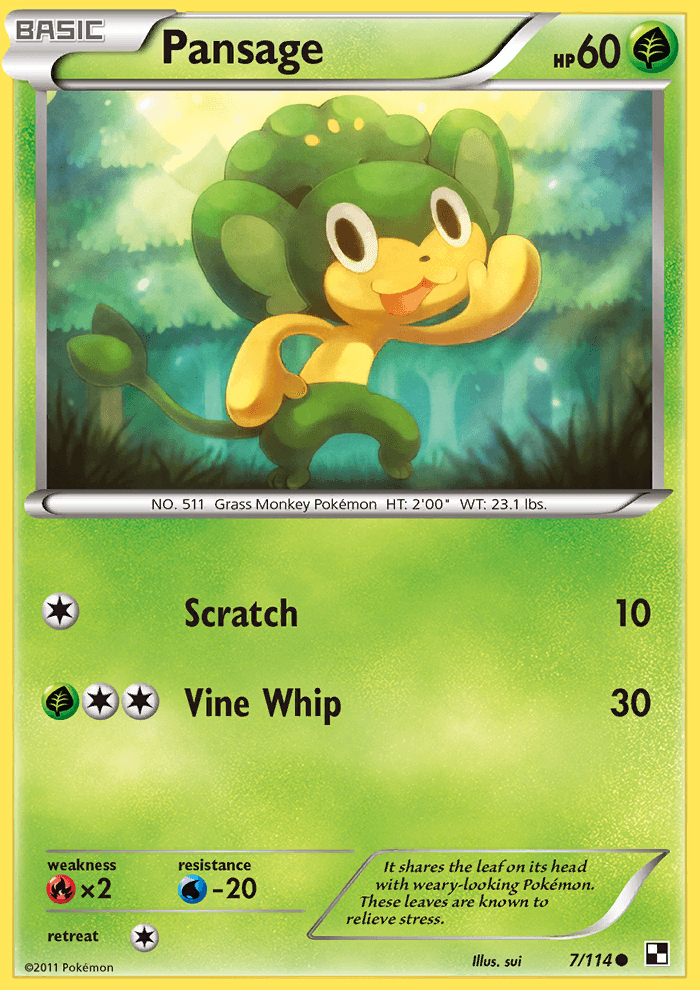 BASIC
Pansage
HP60
NO. 511 Grass Monkey Pokémon HT: 2'00" WT: 23.1 lbs.
Scratch 10
Vine Whip 30
weakness resistance
×2 -20
retreat
It shares the leaf on its head
with weary-looking Pokémon.
These leaves are known to
relieve stress.
©2011 Pokémon
Illus. sui 7/114